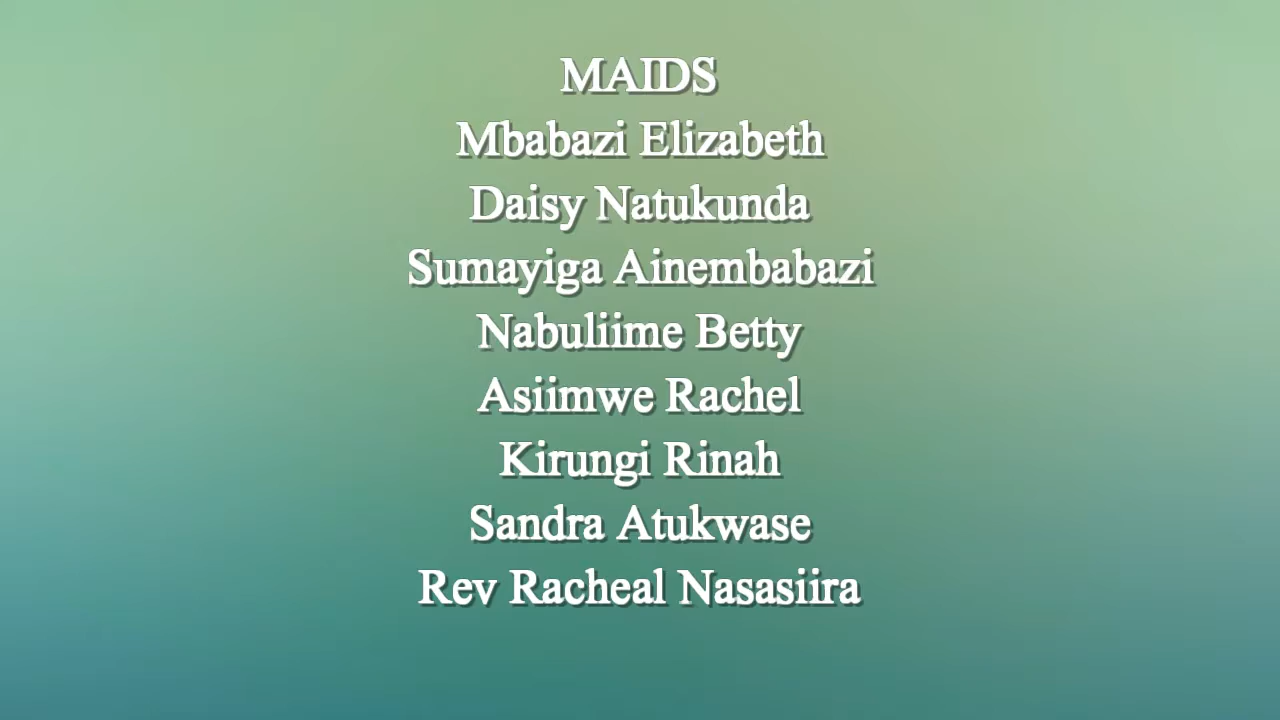 MAIDS
Mbabazi Elizabeth
Daisy Natukunda
Sumayiga Ainembabazi
Nabuliime Betty
Asiimwe Rachel
Kirungi Rinah
Sandra Atukwase
Rev Racheal Nasasiira